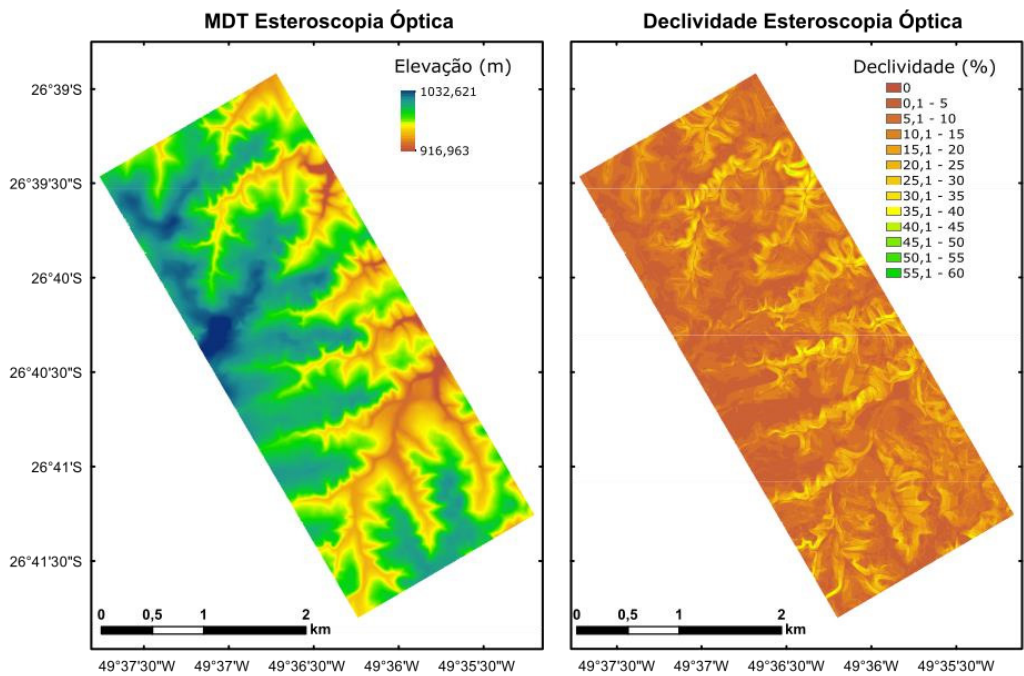 MDT Esteroscopia Óptica
Elevação (m)
1032,621
916,963
26°39'S
26°39'30"S
26°40'S
26°40'30"S
26°41'S
26°41'30"S
0 0,5 1 2
km
49°37'30"W 49°37'W 49°36'30"W 49°36'W 49°35'30"W
Declividade Esteroscopia Óptica
Declividade (%)
0
0,1 - 5
5,1 - 10
10,1 - 15
15,1 - 20
20,1 - 25
25,1 - 30
30,1 - 35
35,1 - 40
40,1 - 45
45,1 - 50
50,1 - 55
55,1 - 60
0 0,5 1 2
km
49°37'30"W 49°37'W 49°36'30"W 49°36'W 49°35'30"W